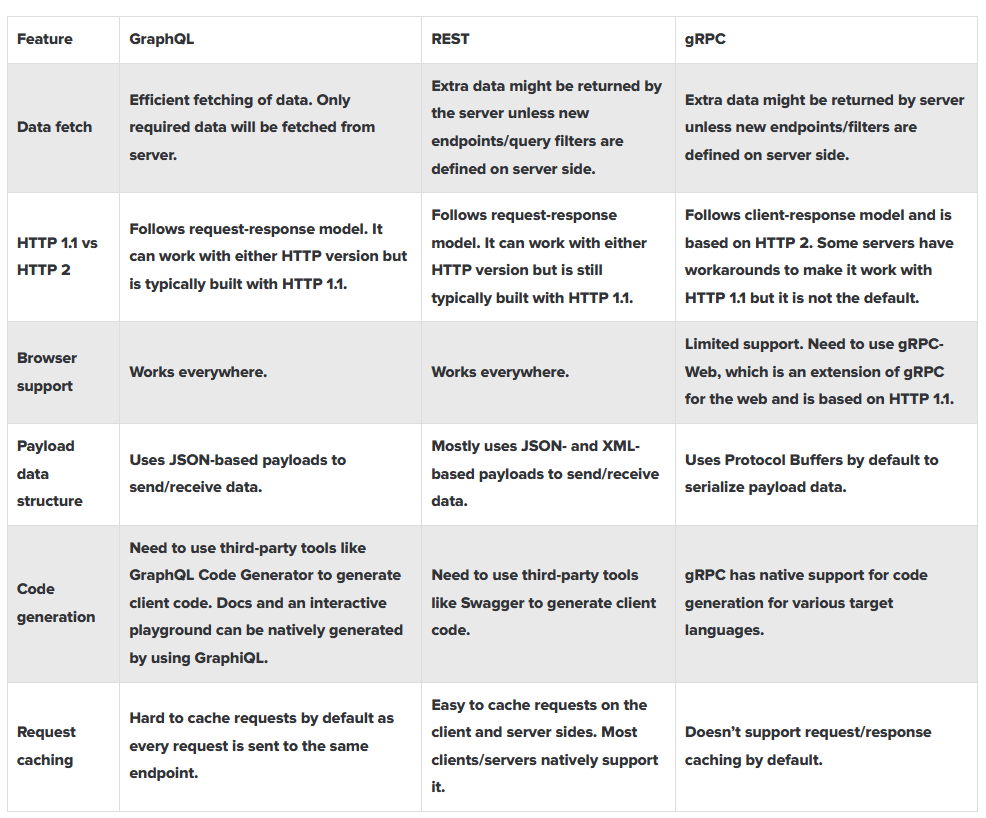 Feature
GraphQL
REST
gRPC
Data fetch
Efficient fetching of data. Only
required data will be fetched from
server.
Extra data might be returned by
the server unless new
endpoints/query filters are
defined on server side.
Extra data might be returned by server
unless new endpoints/filters are
defined on server side.
HTTP 1.1 vs
HTTP 2
Follows request-response model. It
can work with either HTTP version but
is typically built with HTTP 1.1.
Follows request-response
model. It can work with either
HTTP version but is still
typically built with HTTP 1.1.
Follows client-response model and is
based on HTTP 2. Some servers have
workarounds to make it work with
HTTP 1.1 but it is not the default.
Browser
support
Works everywhere.
Works everywhere.
Limited support. Need to use gRPC-
Web, which is an extension of gRPC
for the web and is based on HTTP 1.1.
Payload
data
structure
Uses JSON-based payloads to
send/receive data.
Mostly uses JSON- and XML-
based payloads to send/receive
data.
Uses Protocol Buffers by default to
serialize payload data.
Code
generation
Need to use third-party tools like
GraphQL Code Generator to generate
client code. Docs and an interactive
playground can be natively generated
by using GraphiQL.
Need to use third-party tools
like Swagger to generate client
code.
gRPC has native support for code
generation for various target
languages.
Request
caching
Hard to cache requests by default as
every request is sent to the same
endpoint.
Easy to cache requests on the
client and server sides. Most
clients/servers natively support
it.
Doesn’t support request/response
caching by default.